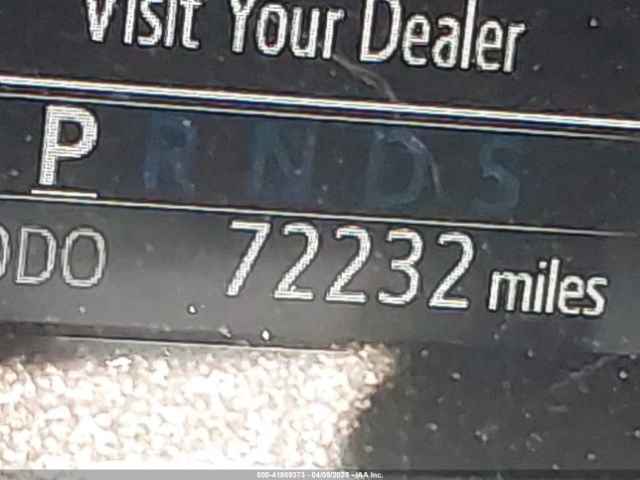 Visit Your Dealer
P R N D S
ODO 72232 miles
000-41989373 - 04/09/2025 - IAA Inc.